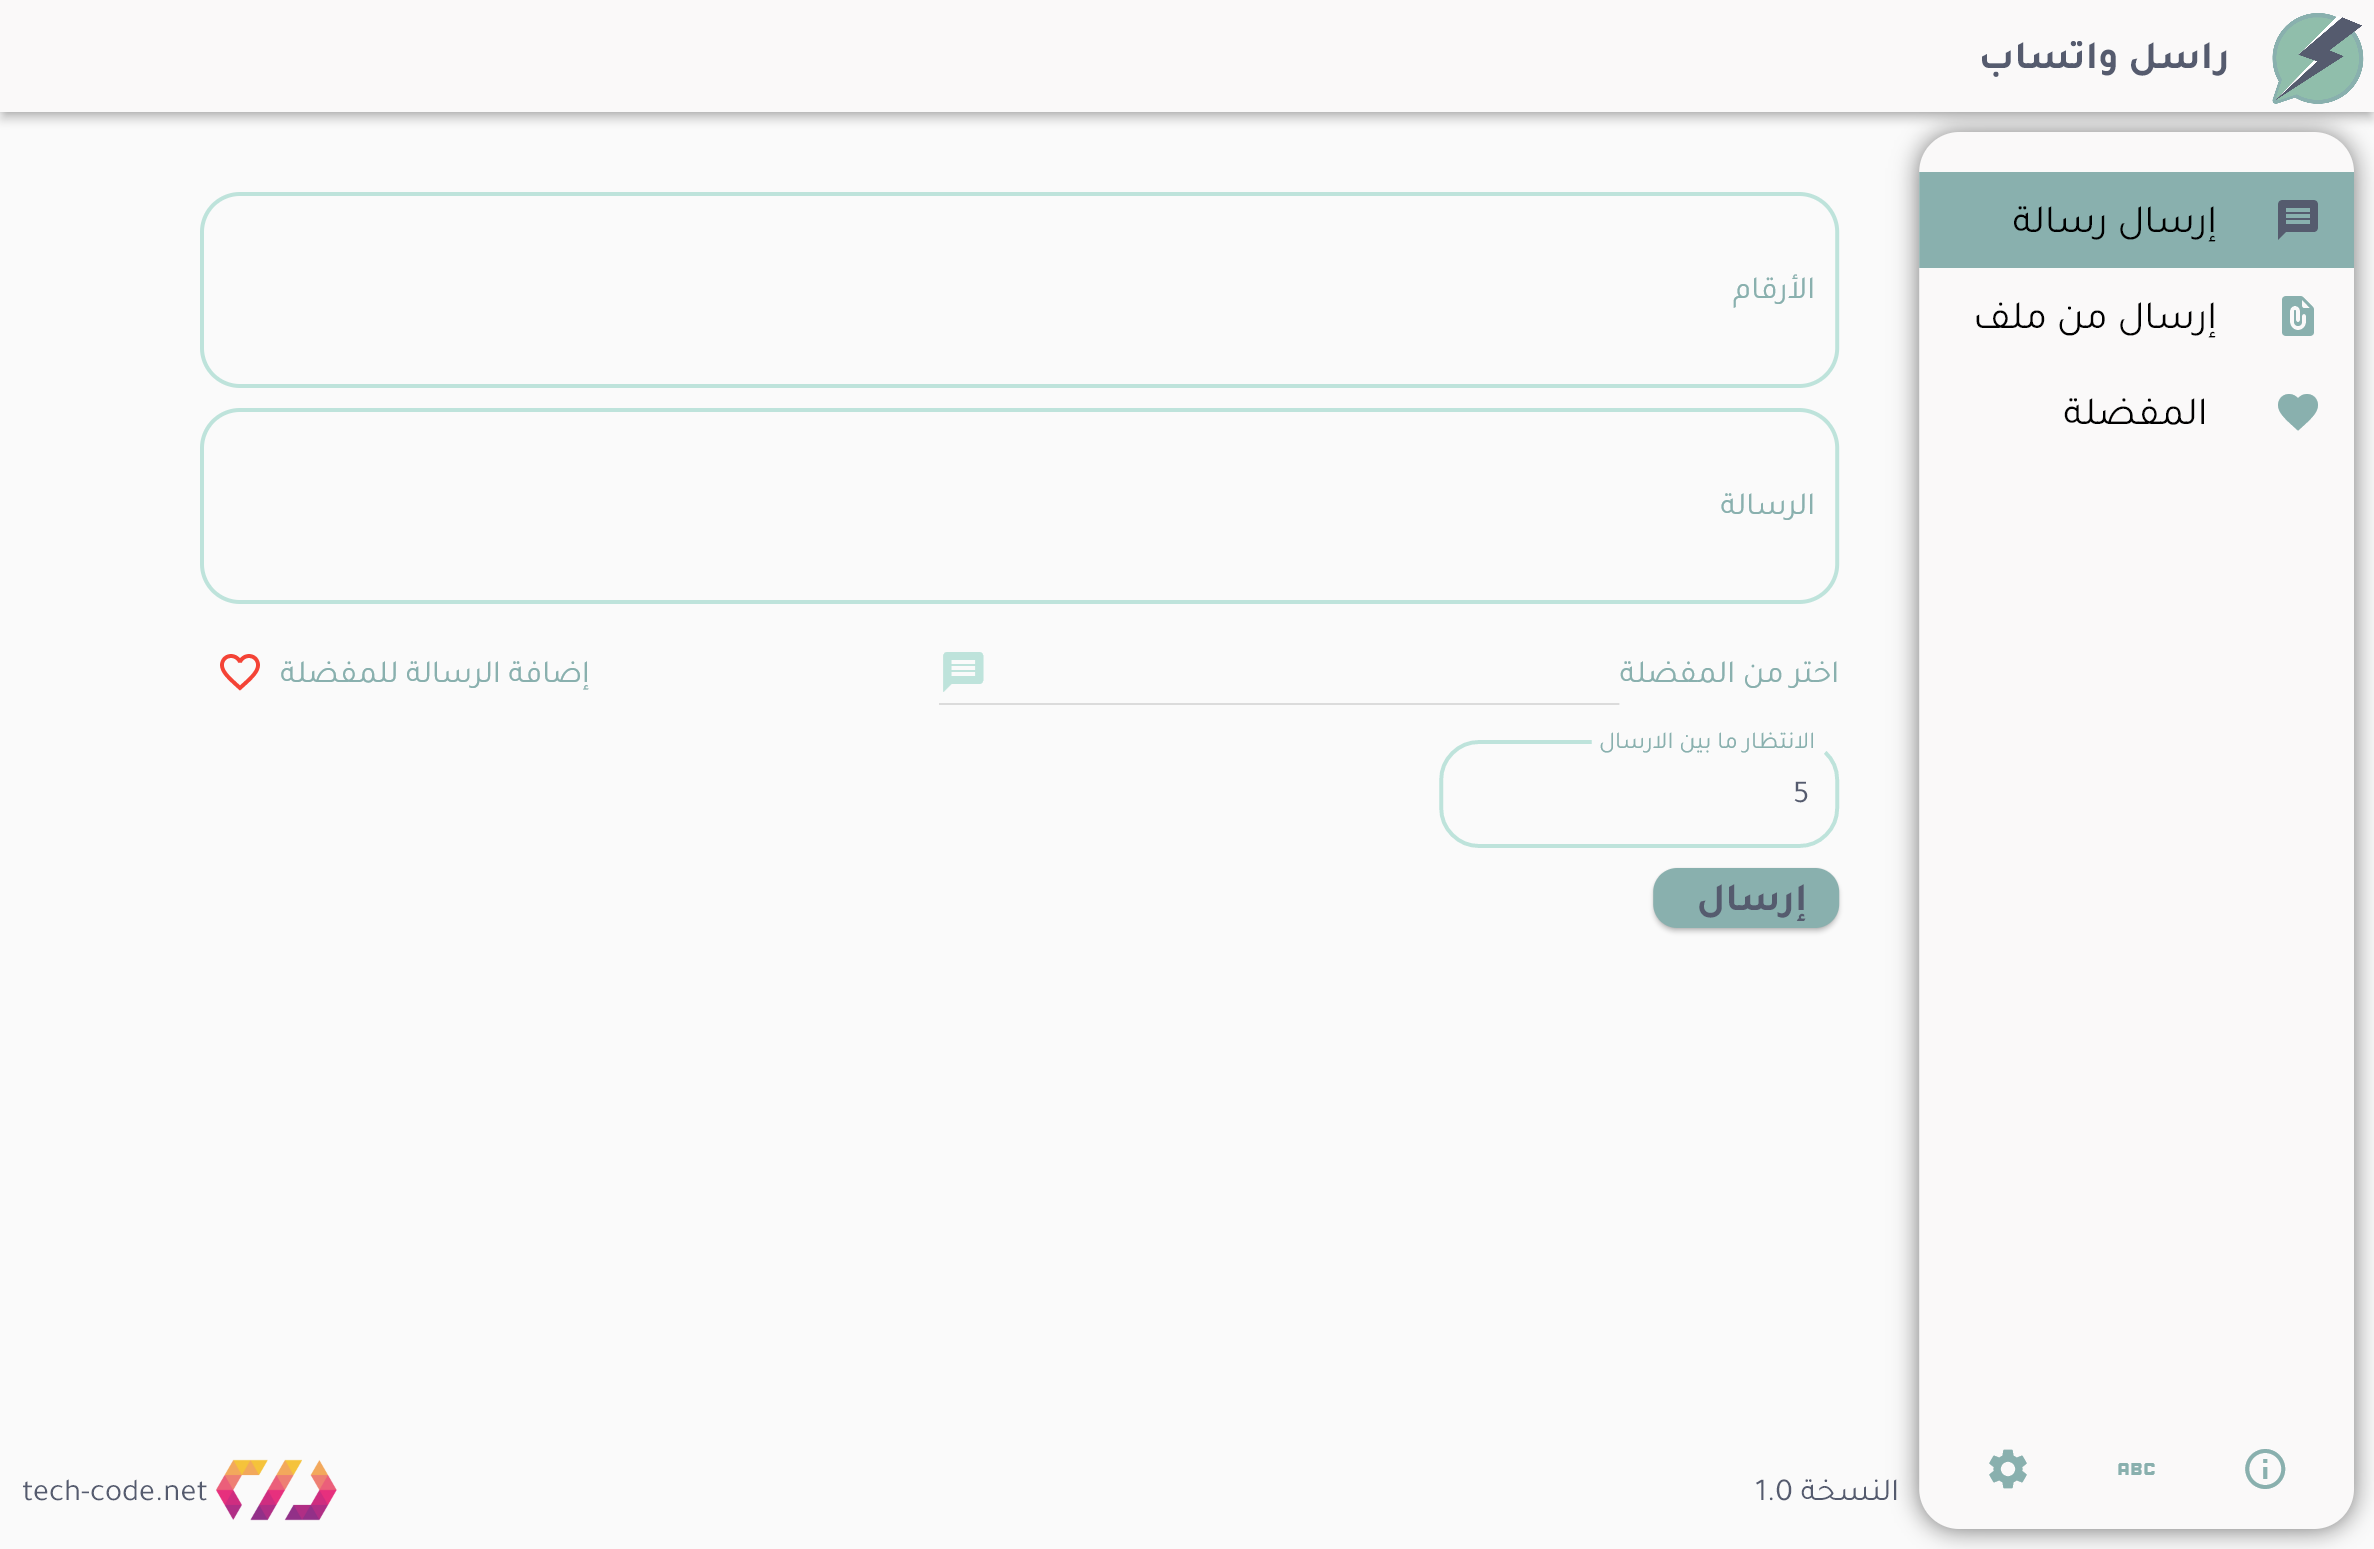 راسل واتساب
إرسال رسالة
إرسال من ملف
المفضلة
الأرقام
الرسالة
اختر من المفضلة
إضافة الرسالة للمفضلة
الانتظار ما بين الارسال
5
إرسال
ABC
النسخة 1.0
tech-code.net